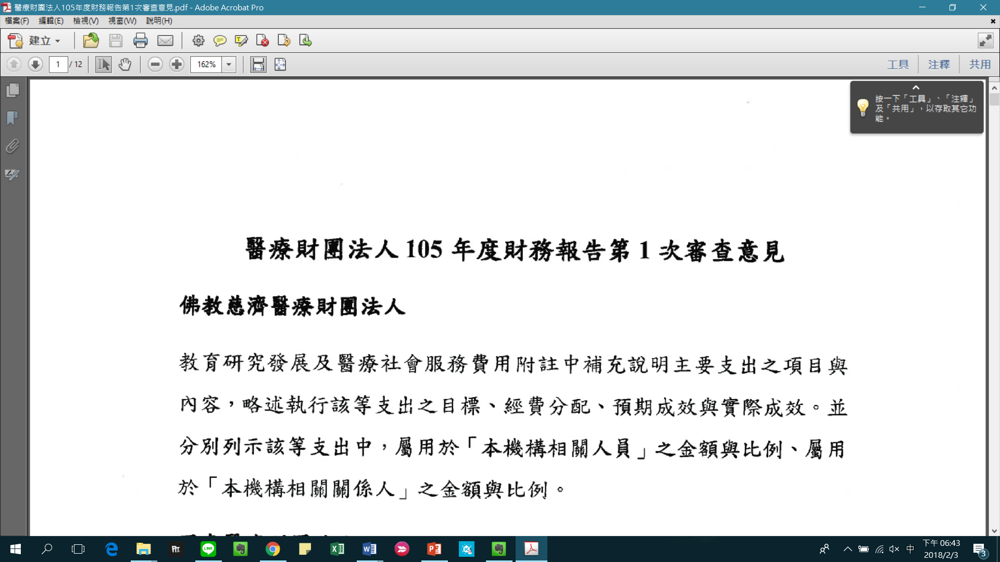 醫療財團法人105年度財務報告第1次審查意見.pdf - Adobe Acrobat Pro
檔案(F) 編輯(E) 檢視(V) 視窗(W) 說明(H)
建立
1 / 12 162% 工具 注釋 共用
按一下「工具」、「注釋」
及「共用」，以存取其它功
能。
醫療財團法人 105 年度財務報告第 1 次審查意見
佛教慈濟醫療財團法人
教育研究發展及醫療社會服務費用附註中補充說明主要支出之項目與
內容，略述執行該等支出之目標、經費分配、預期成效與實際成效。並
分別列示該等支出中，屬用於「本機構相關人員」之金額與比例、屬用
於「本機構相關關係人」之金額與比例。
LINE
中 下午 06:43
2018/2/3
3